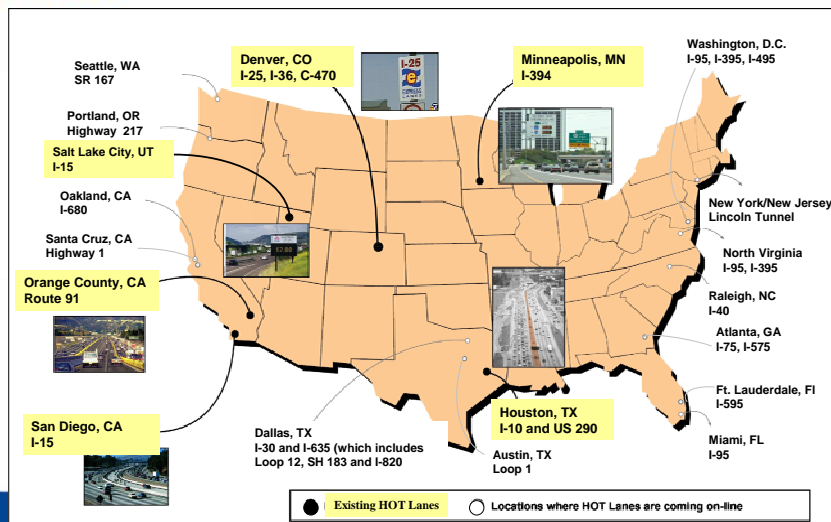 Seattle, WA
SR 167
Portland, OR
Highway 217
Salt Lake City, UT
I-15
Oakland, CA
I-680
Santa Cruz, CA
Highway 1
Orange County, CA
Route 91
San Diego, CA
I-15
Denver, CO
I-25, I-36, C-470
I-25
Minneapolis, MN
I-394
Washington, D.C.
I-95, I-395, I-495
New York/New Jersey
Lincoln Tunnel
North Virginia
I-95, I-395
Raleigh, NC
I-40
Atlanta, GA
I-75, I-575
Ft. Lauderdale, Fl
I-595
Miami, FL
I-95
Houston, TX
I-10 and US 290
Dallas, TX
I-30 and I-635 (which includes
Loop 12, SH 183 and I-820
Austin, TX
Loop 1
Existing HOT Lanes
Locations where HOT Lanes are coming on-line